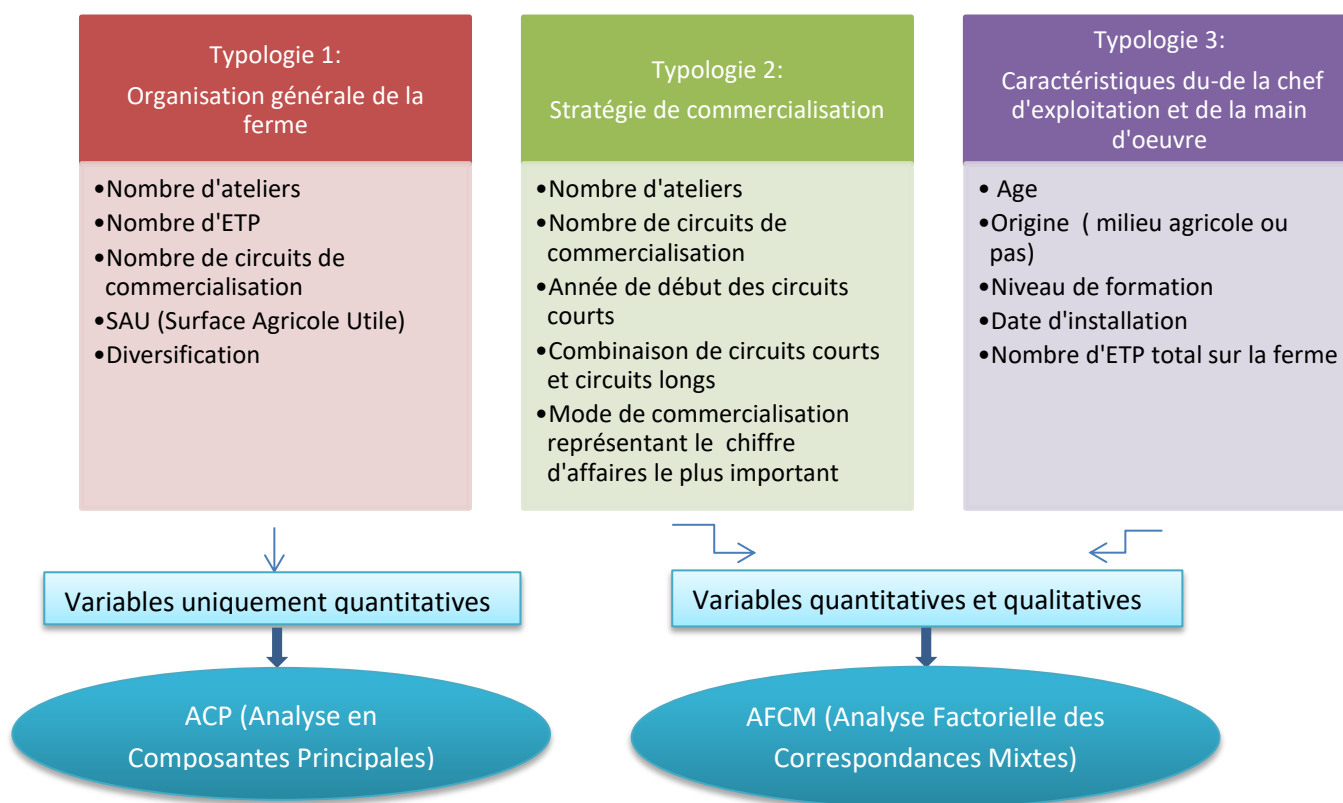 Typologie 1:
Organisation générale de la
ferme
•Nombre d'ateliers
•Nombre d'ETP
•Nombre de circuits de
commercialisation
•SAU (Surface Agricole Utile)
•Diversification
Typologie 2:
Stratégie de commercialisation
•Nombre d'ateliers
•Nombre de circuits de
commercialisation
•Année de début des circuits
courts
•Combinaison de circuits courts
et circuits longs
•Mode de commercialisation
représentant le chiffre
d'affaires le plus important
Typologie 3:
Caractéristiques du-de la chef
d'exploitation et de la main
d'oeuvre
• Age
•Origine ( milieu agricole ou
pas)
•Niveau de formation
•Date d'installation
•Nombre d'ETP total sur la ferme
Variables uniquement quantitatives
Variables quantitatives et qualitatives
ACP (Analyse en
Composantes Principales)
AFCM (Analyse Factorielle des
Correspondances Mixtes)